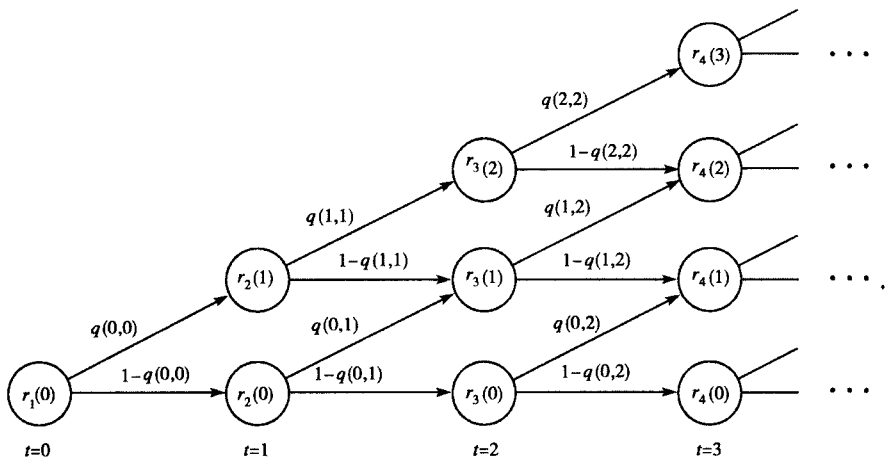 r₄(3) ...
q(2,2)
r₃(2) 1−q(2,2) r₄(2) ...
q(1,1) q(1,2)
r₂(1) 1−q(1,1) r₃(1) 1−q(1,2) r₄(1) ...
q(0,0) q(0,1) q(0,2)
r₁(0) 1−q(0,0) r₂(0) 1−q(0,1) r₃(0) 1−q(0,2) r₄(0) ...
t=0 t=1 t=2 t=3